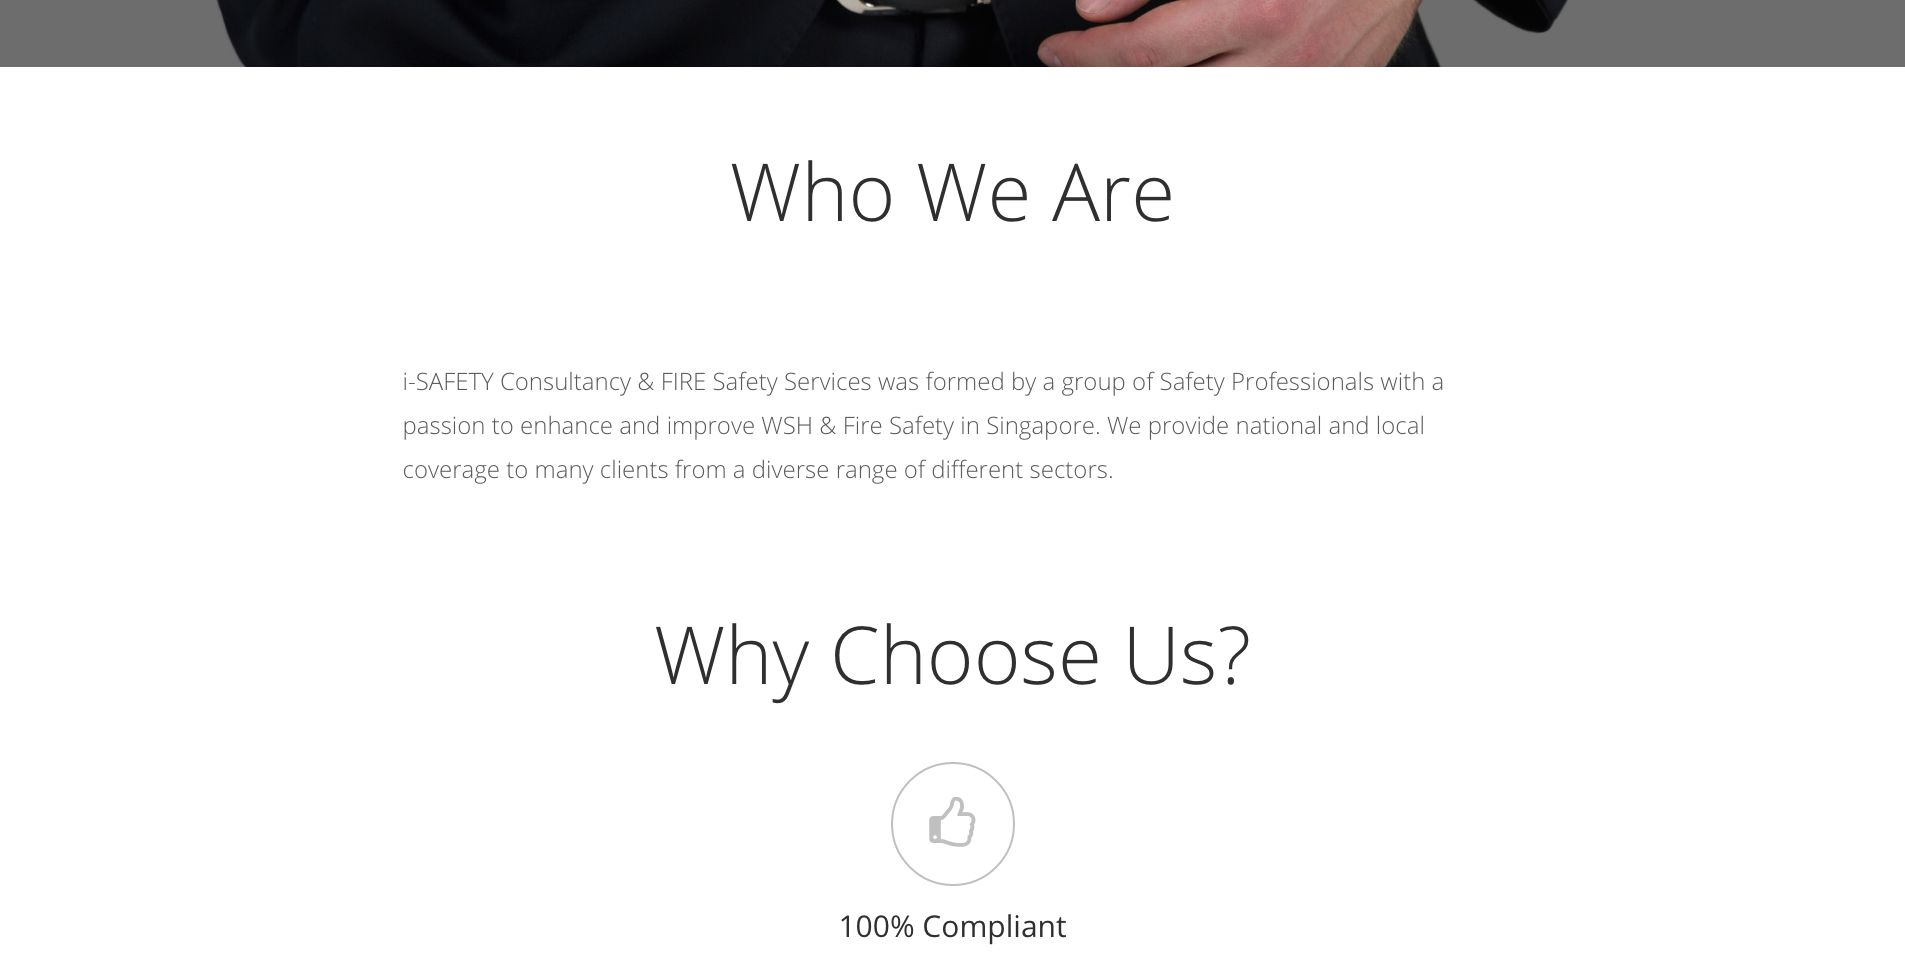 Who We Are
i-SAFETY Consultancy & FIRE Safety Services was formed by a group of Safety Professionals with a
passion to enhance and improve WSH & Fire Safety in Singapore. We provide national and local
coverage to many clients from a diverse range of different sectors.
Why Choose Us?
100% Compliant